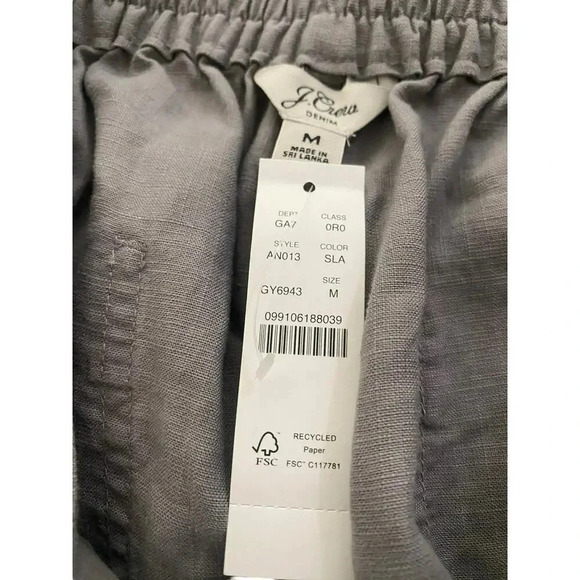 J.Crew
DENIM
M
MADE IN
SRI LANKA
DEPT CLASS
GA7 0R0
STYLE COLOR
AN013 SLA
SIZE
GY6943 M
099106188039
RECYCLED
Paper
FSC FSC™ C117781